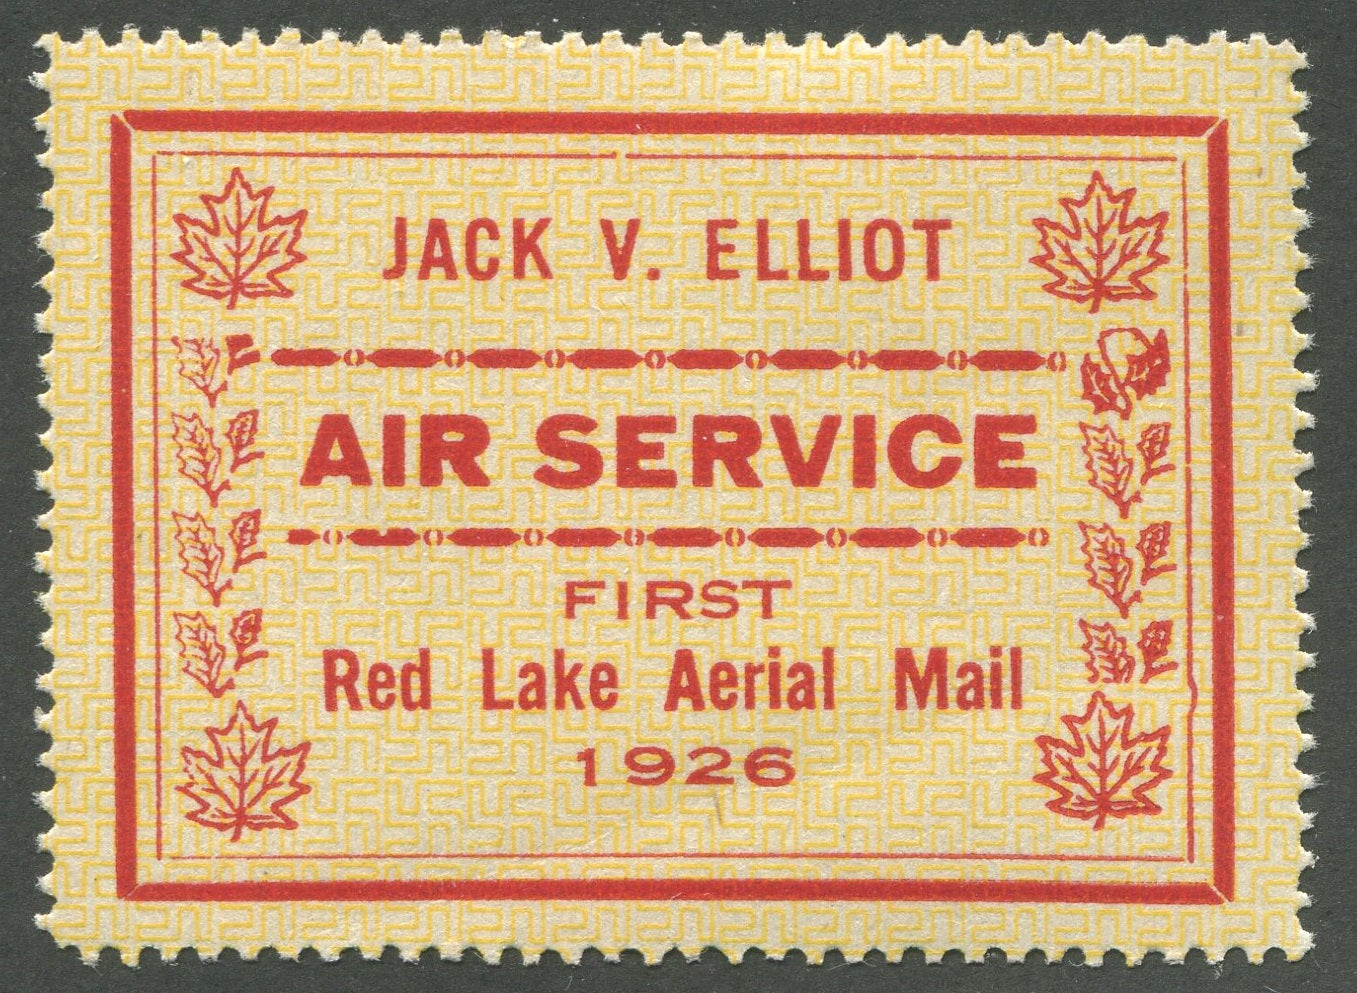 JACK V. ELLIOT
AIR SERVICE
FIRST
Red Lake Aerial Mail
1926